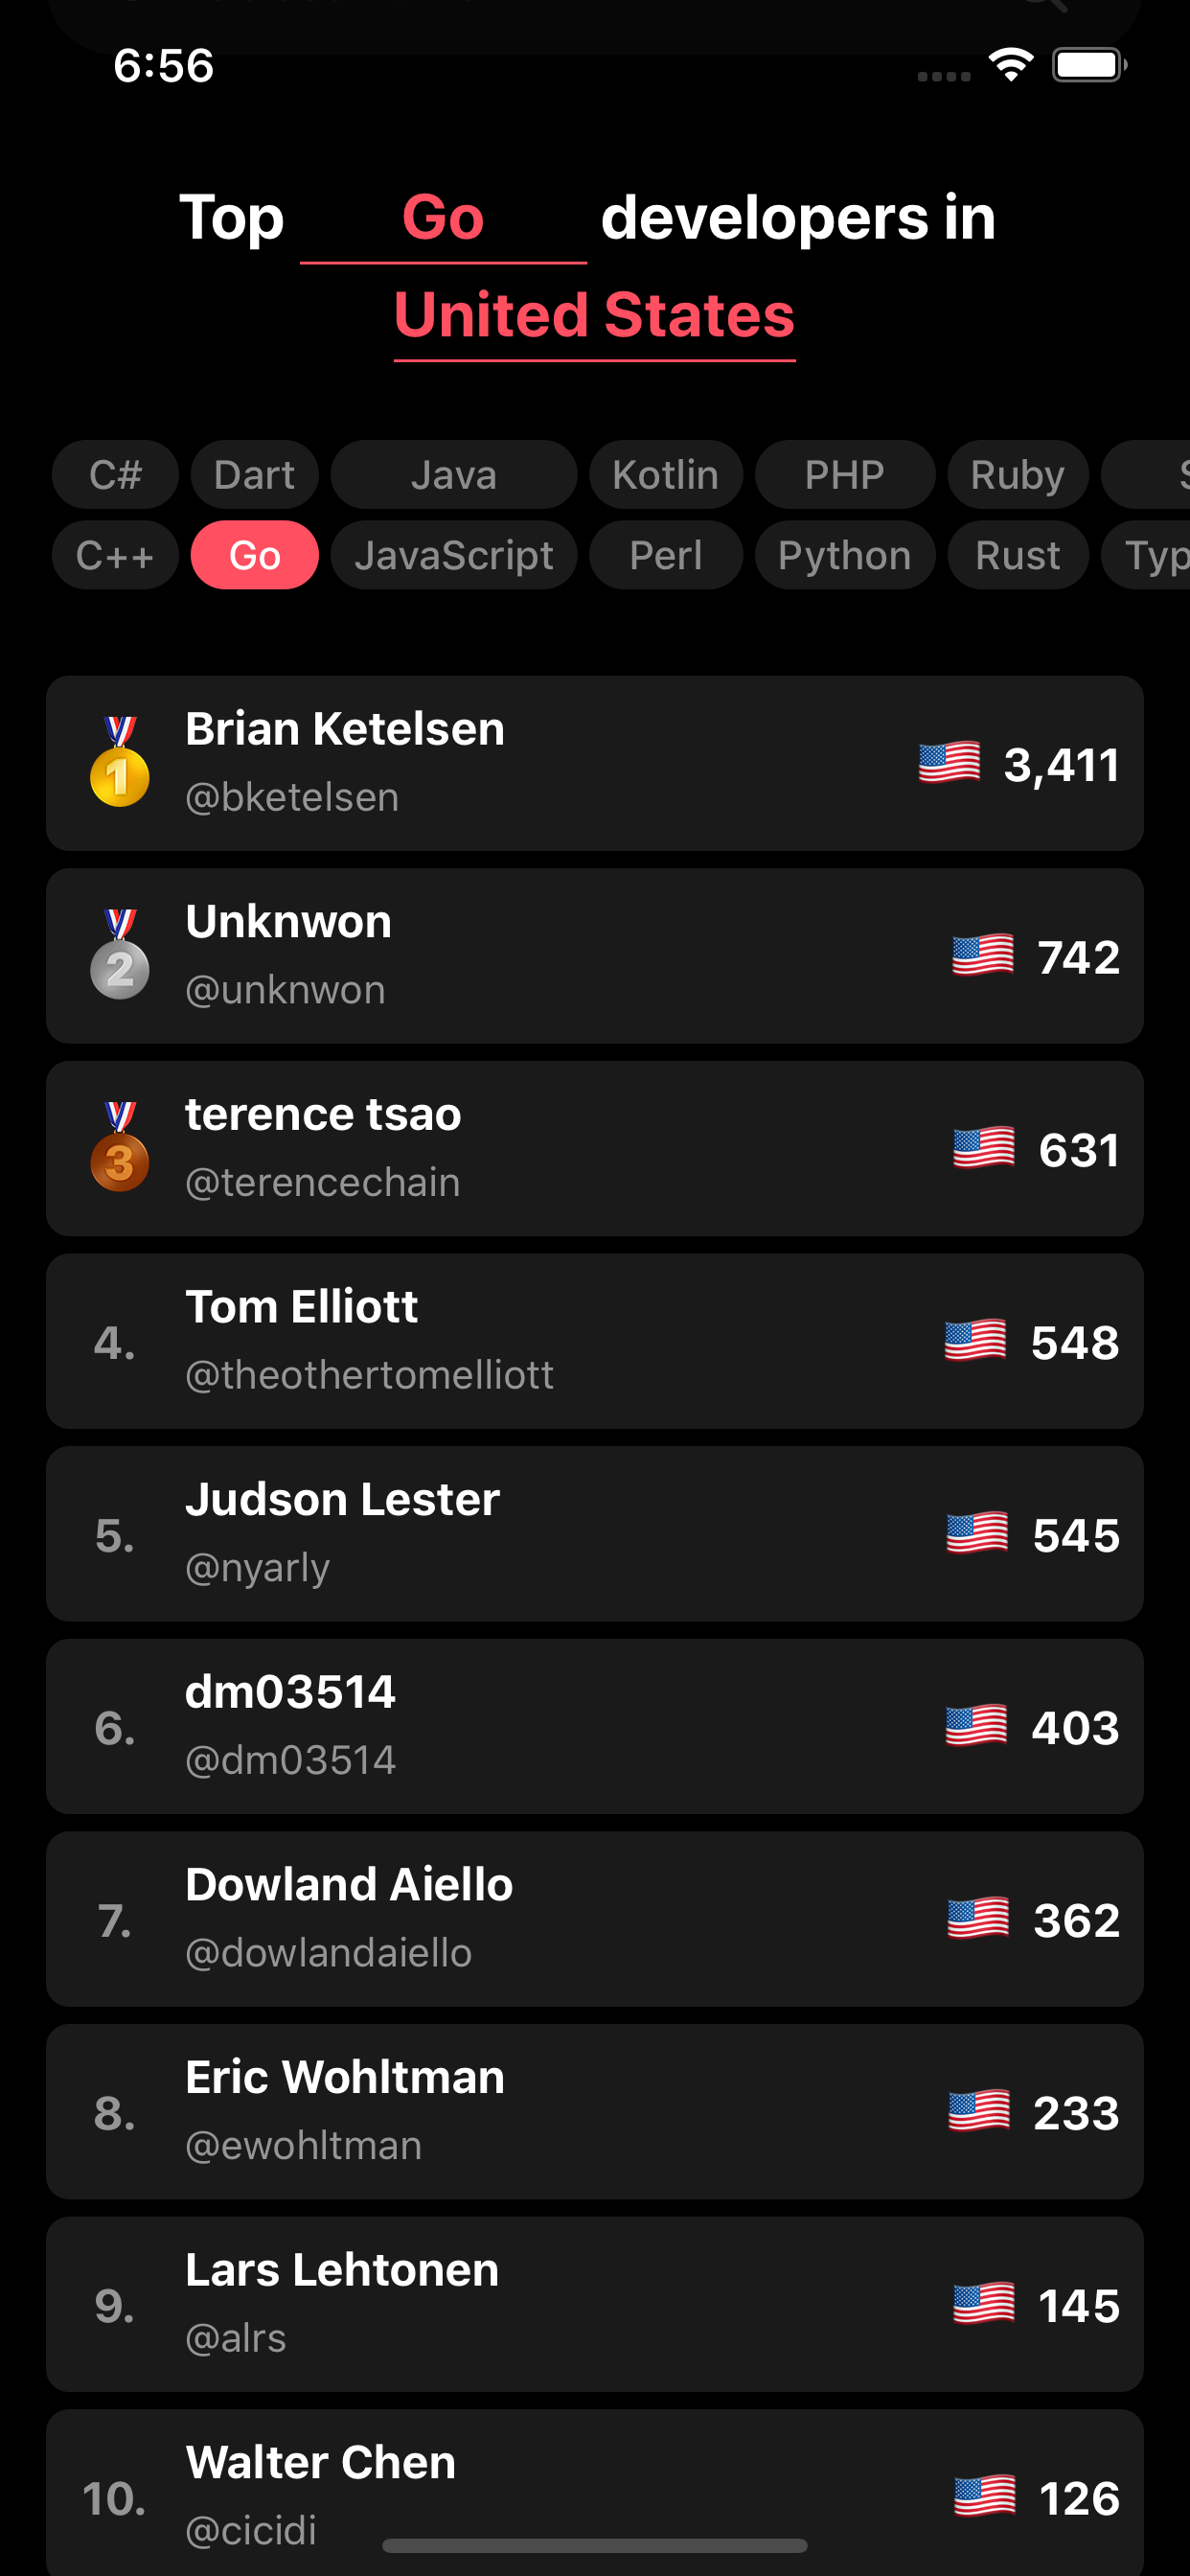 6:56
Top Go developers in
United States
C# Dart Java Kotlin PHP Ruby
C++ Go JavaScript Perl Python Rust
1 Brian Ketelsen 3,411
@bketelsen
2 Unknwon 742
@unknwon
3 terence tsao 631
@terencechain
4. Tom Elliott 548
@theothertomelliott
5. Judson Lester 545
@nyarly
6. dm03514 403
@dm03514
7. Dowland Aiello 362
@dowlandaiello
8. Eric Wohltman 233
@ewohltman
9. Lars Lehtonen 145
@alrs
10. Walter Chen 126
@cicidi